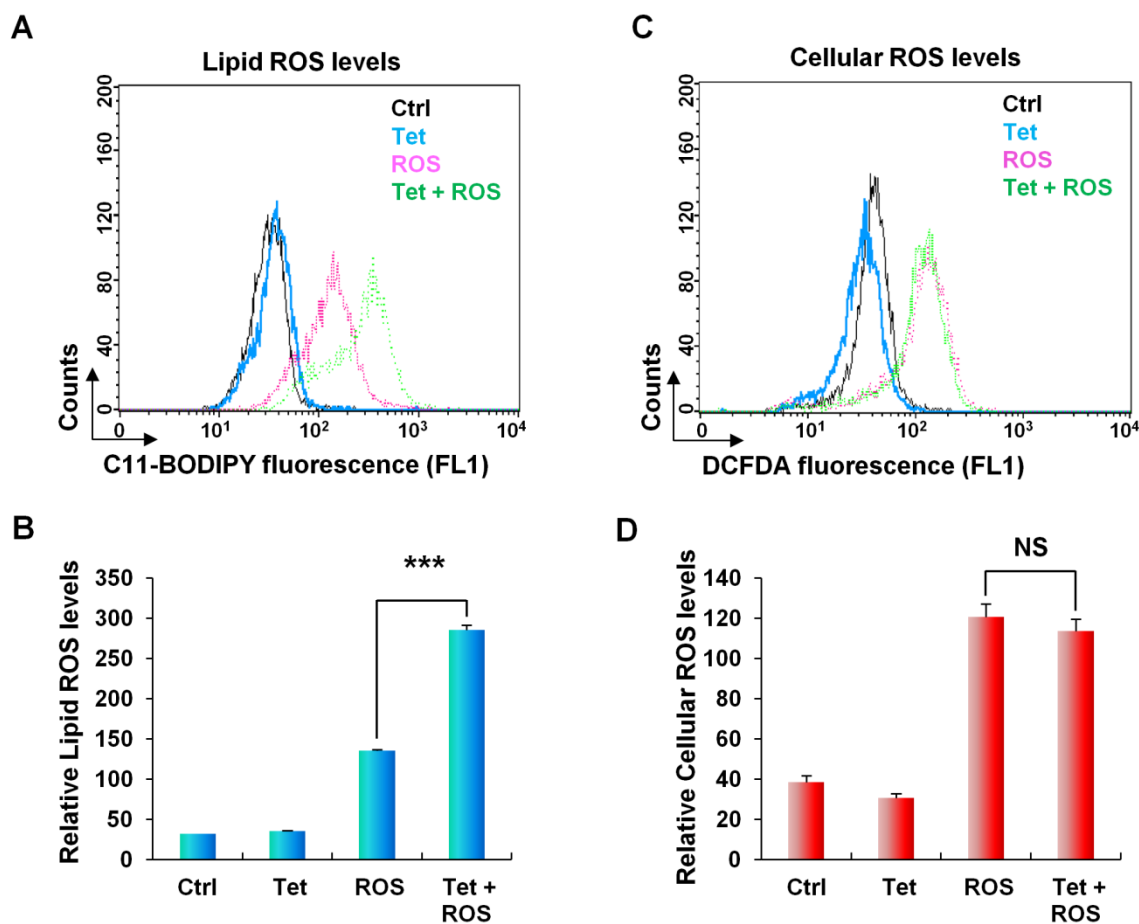 A
Lipid ROS levels
Ctrl
Tet
ROS
Tet + ROS
Counts
200
160
120
80
40
0
0 10¹ 10² 10³ 10⁴
C11-BODIPY fluorescence (FL1)
C
Cellular ROS levels
Ctrl
Tet
ROS
Tet + ROS
Counts
200
160
120
80
40
0
0 10¹ 10² 10³ 10⁴
DCFDA fluorescence (FL1)
B
Relative Lipid ROS levels
350
300
250
200
150
100
50
0
***
Ctrl Tet ROS Tet +
ROS
D
Relative Cellular ROS levels
140
120
100
80
60
40
20
0
NS
Ctrl Tet ROS Tet +
ROS